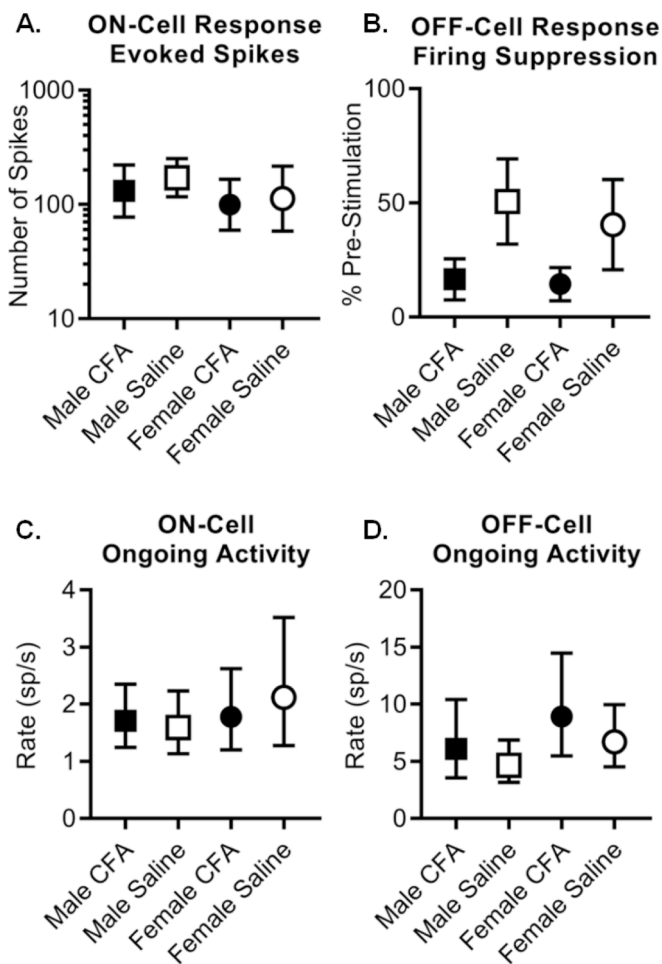 A.
ON-Cell Response
Evoked Spikes
Number of Spikes
1000
100
10
Male CFA
Male Saline
Female CFA
Female Saline
B.
OFF-Cell Response
Firing Suppression
% Pre-Stimulation
100
50
0
Male CFA
Male Saline
Female CFA
Female Saline
C.
ON-Cell
Ongoing Activity
Rate (sp/s)
4
3
2
1
0
Male CFA
Male Saline
Female CFA
Female Saline
D.
OFF-Cell
Ongoing Activity
Rate (sp/s)
20
15
10
5
0
Male CFA
Male Saline
Female CFA
Female Saline